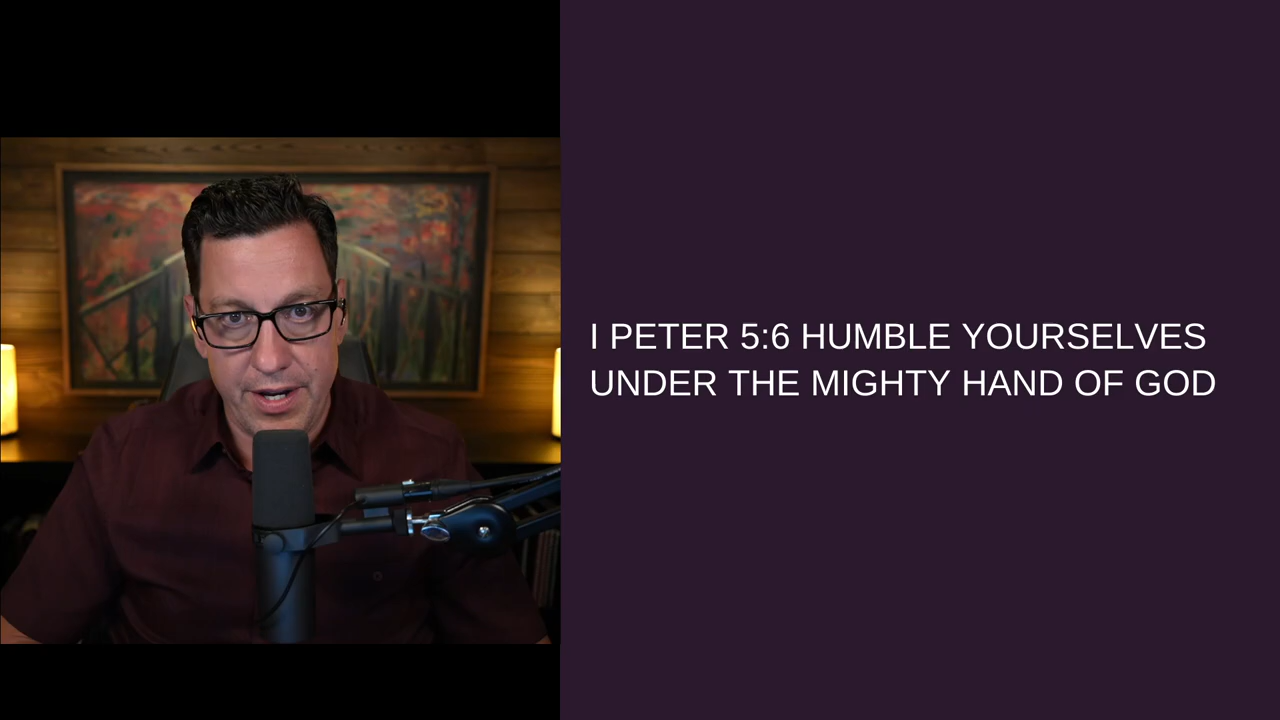 I PETER 5:6 HUMBLE YOURSELVES
UNDER THE MIGHTY HAND OF GOD